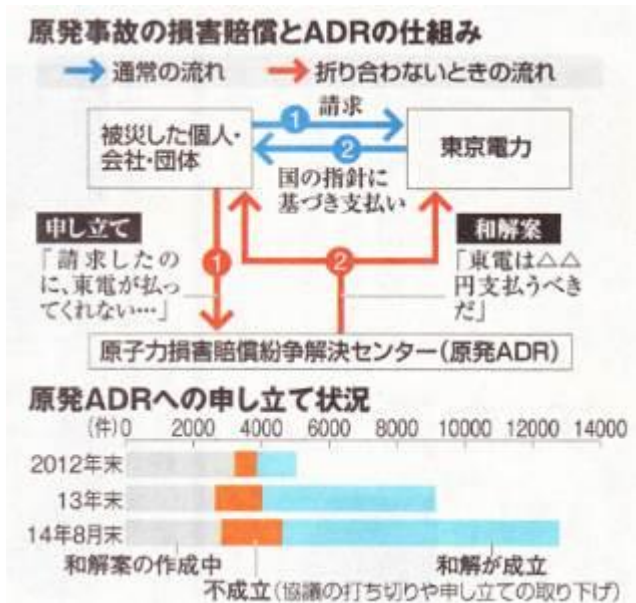 原発事故の損害賠償とADRの仕組み
通常の流れ
折り合わないときの流れ
被災した個人・
会社・団体
1
請求
2
国の指針に
基づき支払い
東京電力
申し立て
「請求したの
に、東電が払っ
てくれない…」
1
2
和解案
「東電は△△
円支払うべき
だ」
原子力損害賠償紛争解決センター(原発ADR)
原発ADRへの申し立て状況
(件)0 2000 4000 6000 8000 10000 12000 14000
2012年末
13年末
14年8月末
和解案の作成中
和解が成立
不成立(協議の打ち切りや申し立ての取り下げ)